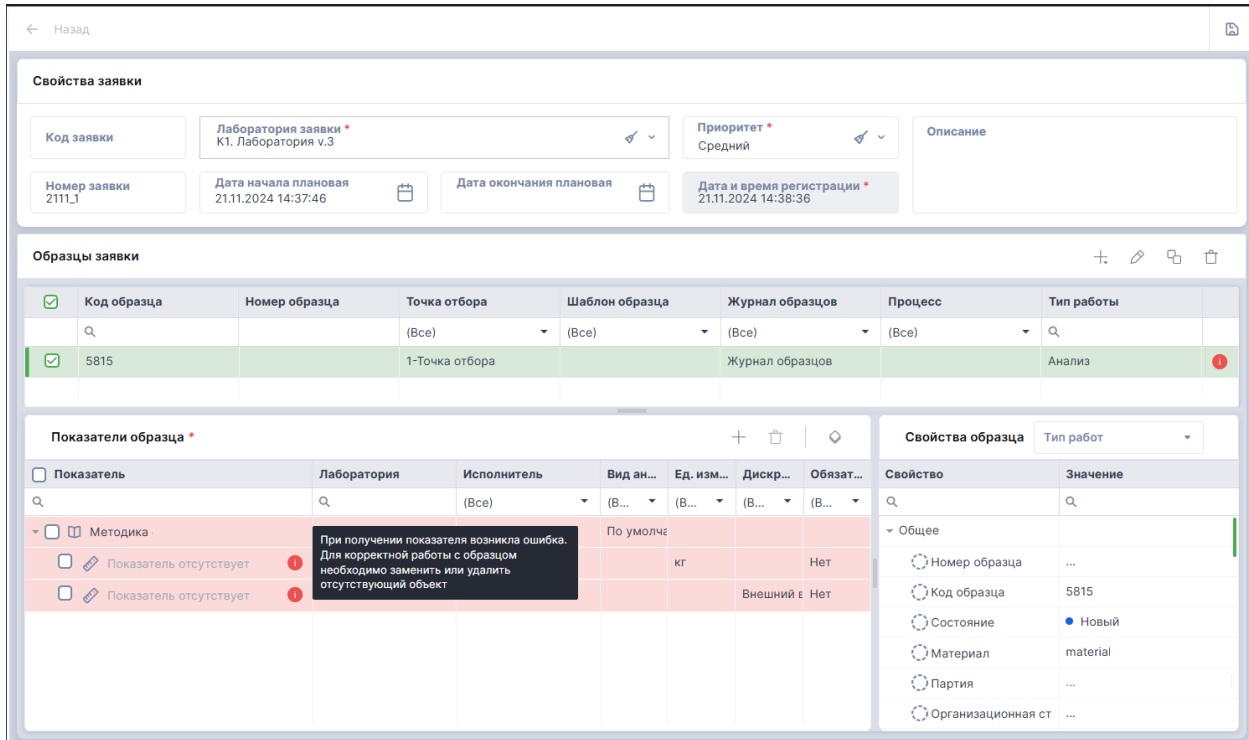 Назад
Свойства заявки
Код заявки
Лаборатория заявки *
К1. Лаборатория v.3
Приоритет *
Средний
Описание
Номер заявки
2111_1
Дата начала плановая
21.11.2024 14:37:46
Дата окончания плановая
Дата и время регистрации *
21.11.2024 14:38:36
Образцы заявки
Код образца Номер образца Точка отбора Шаблон образца Журнал образцов Процесс Тип работы
(Все) (Все) (Все) (Все)
5815 1-Точка отбора Журнал образцов Анализ
Показатели образца *
Показатель Лаборатория Исполнитель Вид ан... Ед. изм... Дискр... Обязат...
(Все) (В... (В... (В... (В...
Методика По умолча
Показатель отсутствует кг Нет
Показатель отсутствует Внешний в Нет
При получении показателя возникла ошибка.
Для корректной работы с образцом
необходимо заменить или удалить
отсутствующий объект
Свойства образца Тип работ
Свойство Значение
Общее
Номер образца ...
Код образца 5815
Состояние Новый
Материал material
Партия ...
Организационная ст ...